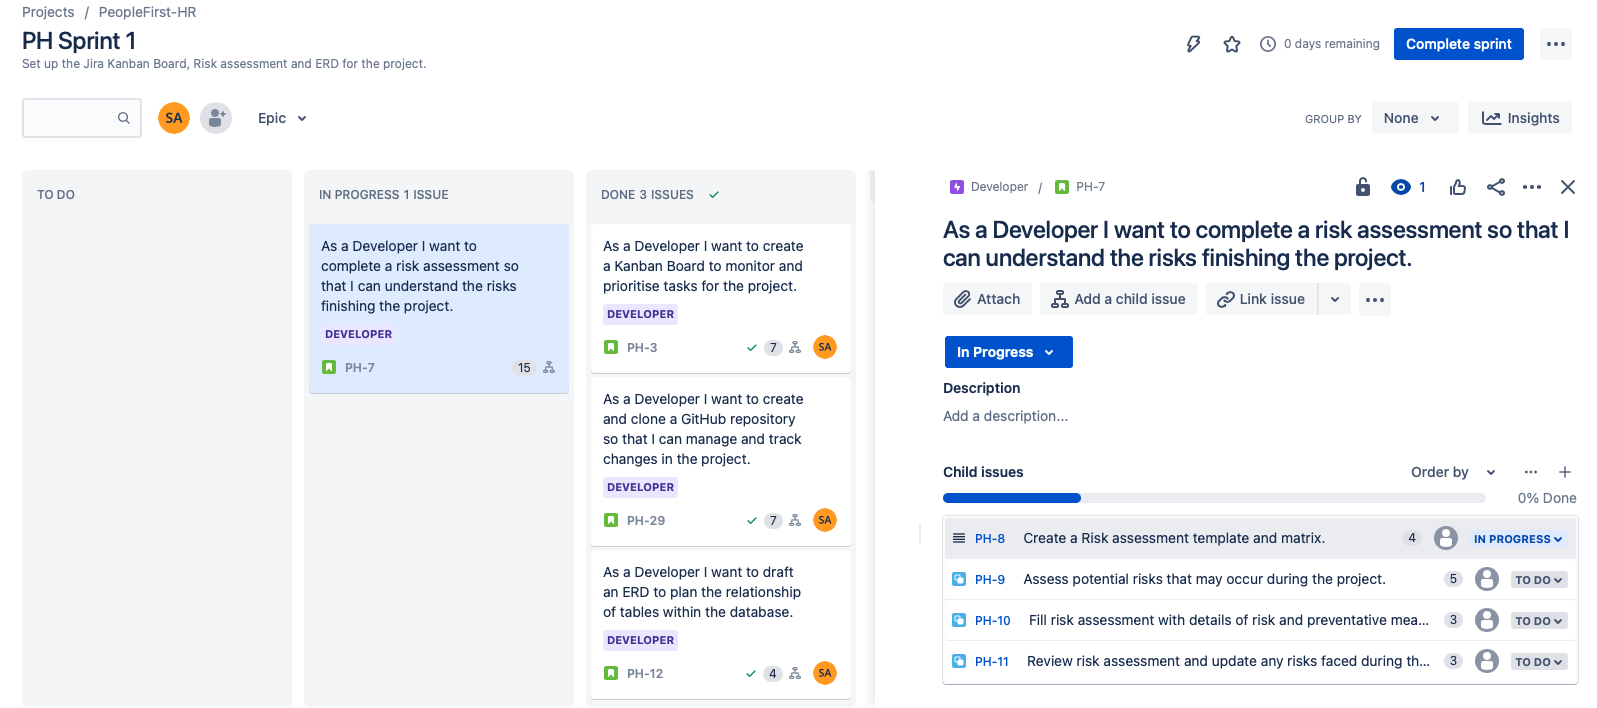 Projects / PeopleFirst-HR
PH Sprint 1
0 days remaining
Complete sprint
Set up the Jira Kanban Board, Risk assessment and ERD for the project.
SA
Epic
GROUP BY
None
Insights
TO DO
IN PROGRESS 1 ISSUE
As a Developer I want to
complete a risk assessment so
that I can understand the risks
finishing the project.
DEVELOPER
PH-7
15
DONE 3 ISSUES
As a Developer I want to create
a Kanban Board to monitor and
prioritise tasks for the project.
DEVELOPER
PH-3
7
SA
As a Developer I want to create
and clone a GitHub repository
so that I can manage and track
changes in the project.
DEVELOPER
PH-29
7
SA
As a Developer I want to draft
an ERD to plan the relationship
of tables within the database.
DEVELOPER
PH-12
4
SA
Developer / PH-7
1
As a Developer I want to complete a risk assessment so that I
can understand the risks finishing the project.
Attach
Add a child issue
Link issue
In Progress
Description
Add a description...
Child issues
Order by
0% Done
PH-8 Create a Risk assessment template and matrix. 4 IN PROGRESS
PH-9 Assess potential risks that may occur during the project. 5 TO DO
PH-10 Fill risk assessment with details of risk and preventative mea... 3 TO DO
PH-11 Review risk assessment and update any risks faced during th... 3 TO DO